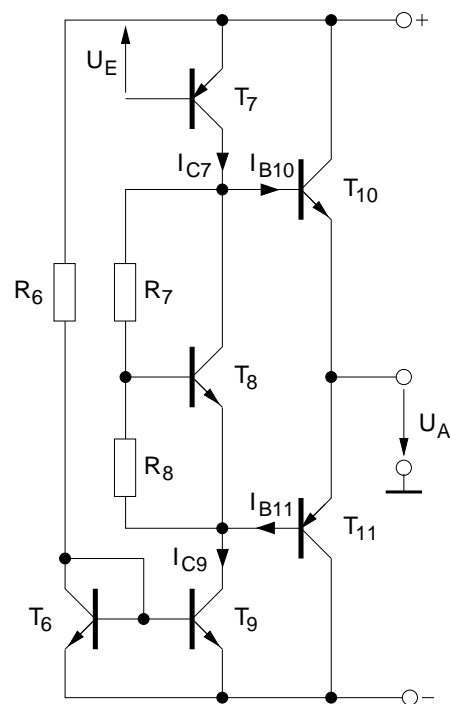 +
U_E
T_7
I_C7
I_B10
T_10
R_6
R_7
T_8
U_A
R_8
I_B11
T_11
I_C9
T_6
T_9
−